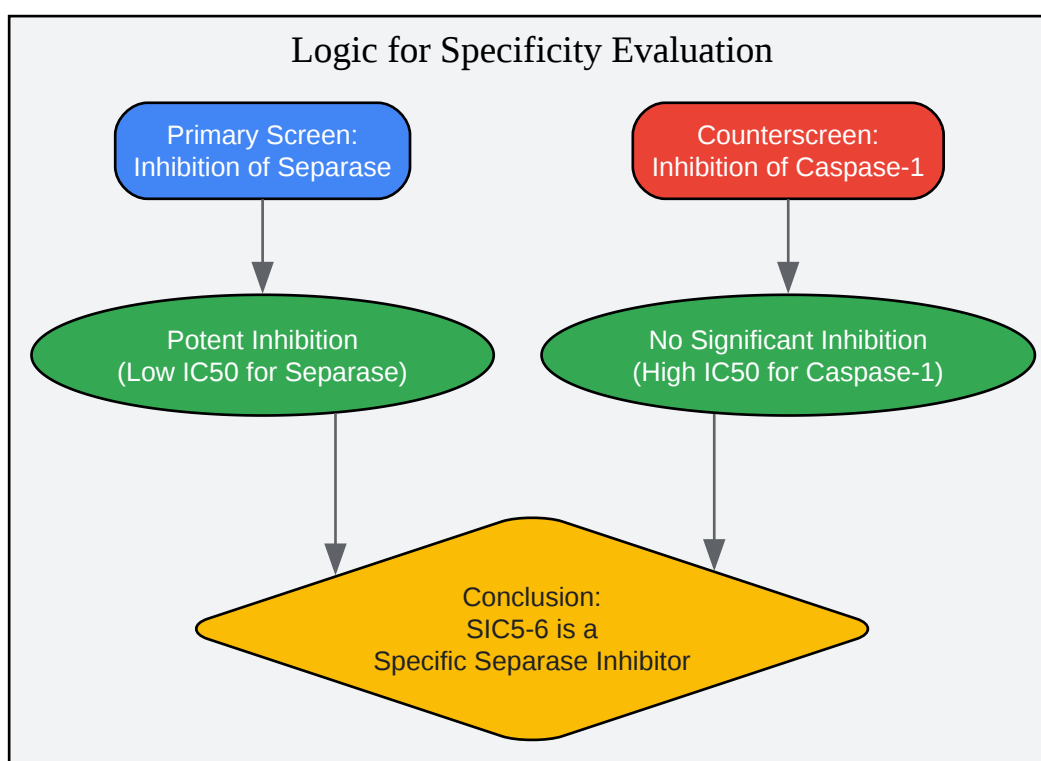 Logic for Specificity Evaluation
Primary Screen:
Inhibition of Separase
Counterscreen:
Inhibition of Caspase-1
Potent Inhibition
(Low IC50 for Separase)
No Significant Inhibition
(High IC50 for Caspase-1)
Conclusion:
SIC5-6 is a
Specific Separase Inhibitor